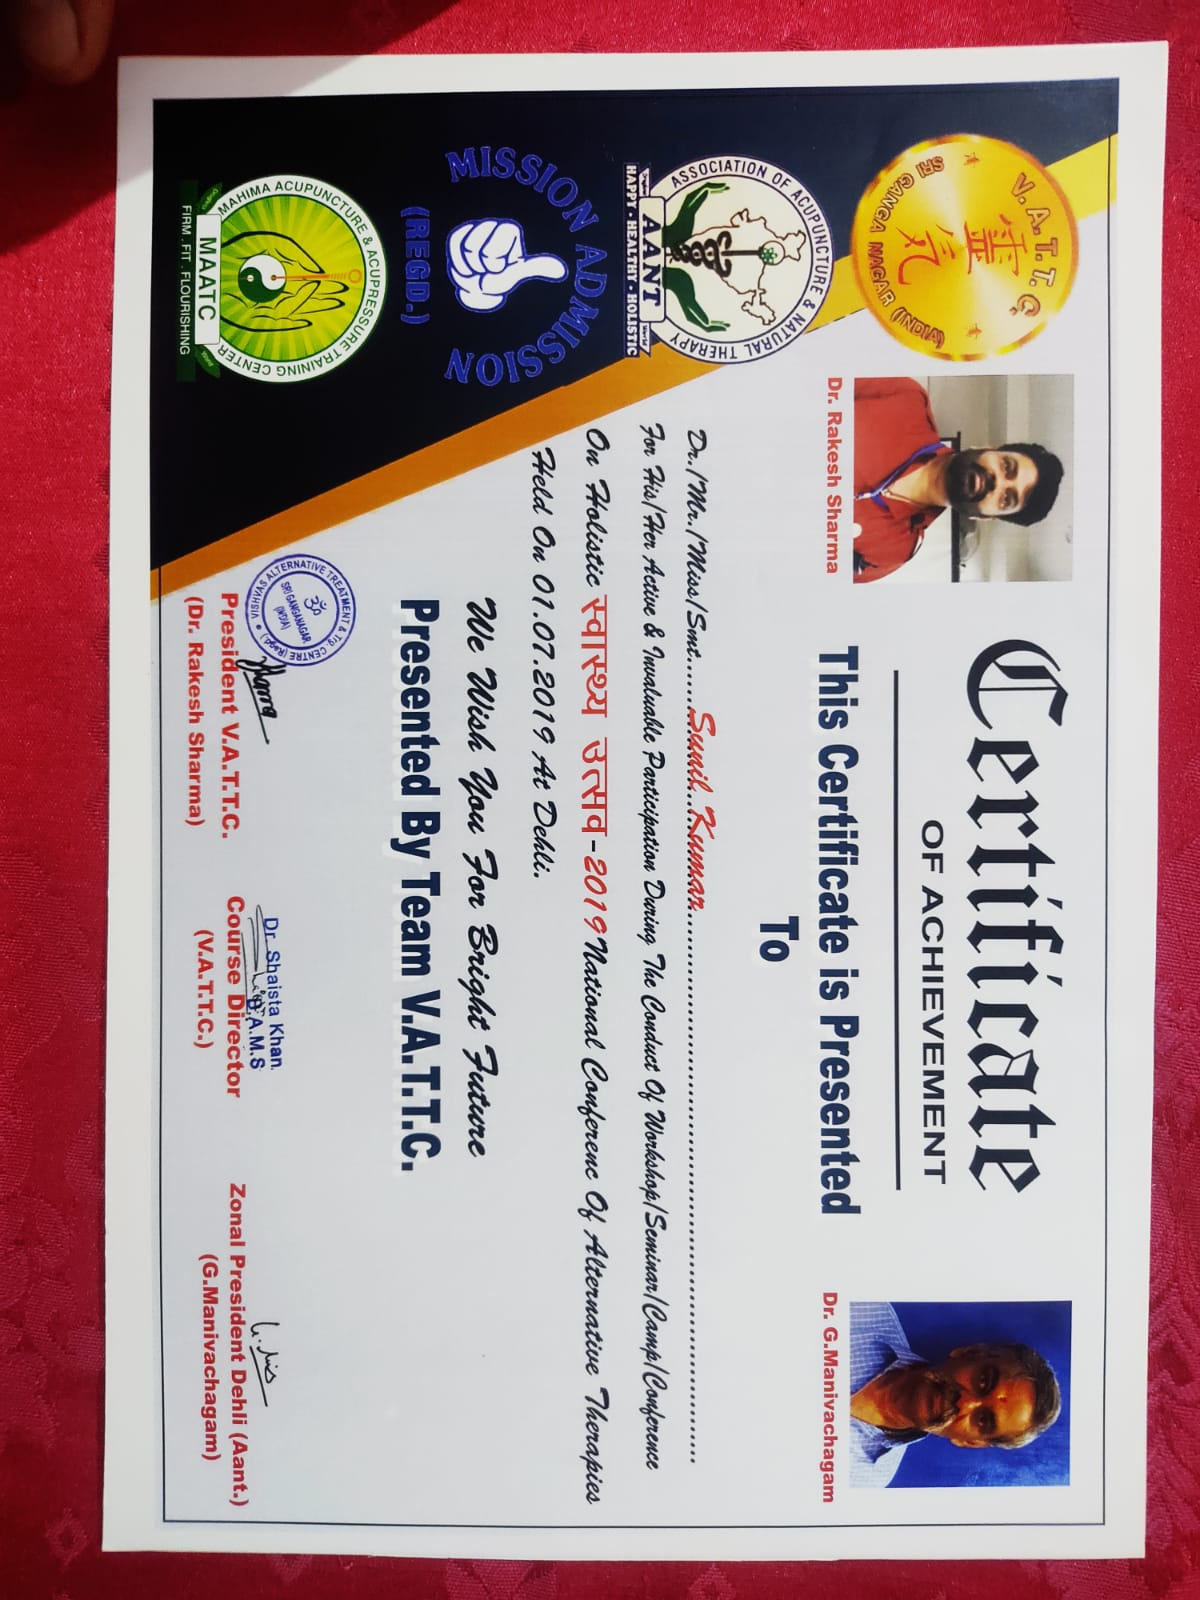 V.A.T.T.C.
SRI GANGA NAGAR (INDIA)
靈
気
ASSOCIATION OF ACUPUNCTURE & NATURAL THERAPY
AANT
HAPPY · HEALTHY · HOLISTIC
MISSION ADMISSION
(REGD.)
MAHIMA ACUPUNCTURE & ACUPRESSURE TRAINING CENTER
MAATC
FIRM . FIT . FLOURISHING
Dr. Rakesh Sharma
Certificate
OF ACHIEVEMENT
Dr. G.Manivachagam
This Certificate is Presented
To
Dr./Mr./Miss/Smt.....Sunil Kumar.....
For His/Her Active & Invaluable Participation During The Conduct Of Workshop/Seminar/Camp/Conference
On Holistic स्वास्थ्य उत्सव-2019 National Conferenc Of Alternative Therapies
Held On 01.07.2019 At Dehli.
We Wish You For Bright Future
Presented By Team V.A.T.T.C.
VISHVAS ALTERNATIVE TREATMENT & Trg. CENTRE (Regd.)
ॐ
SRI GANGANAGAR
(INDIA)
President V.A.T.T.C.
(Dr. Rakesh Sharma)
Dr. Shaista Khan
B.A.M.S
Course Director
(V.A.T.T.C.)
Zonal President Dehli (Aant.)
(G.Manivachagam)